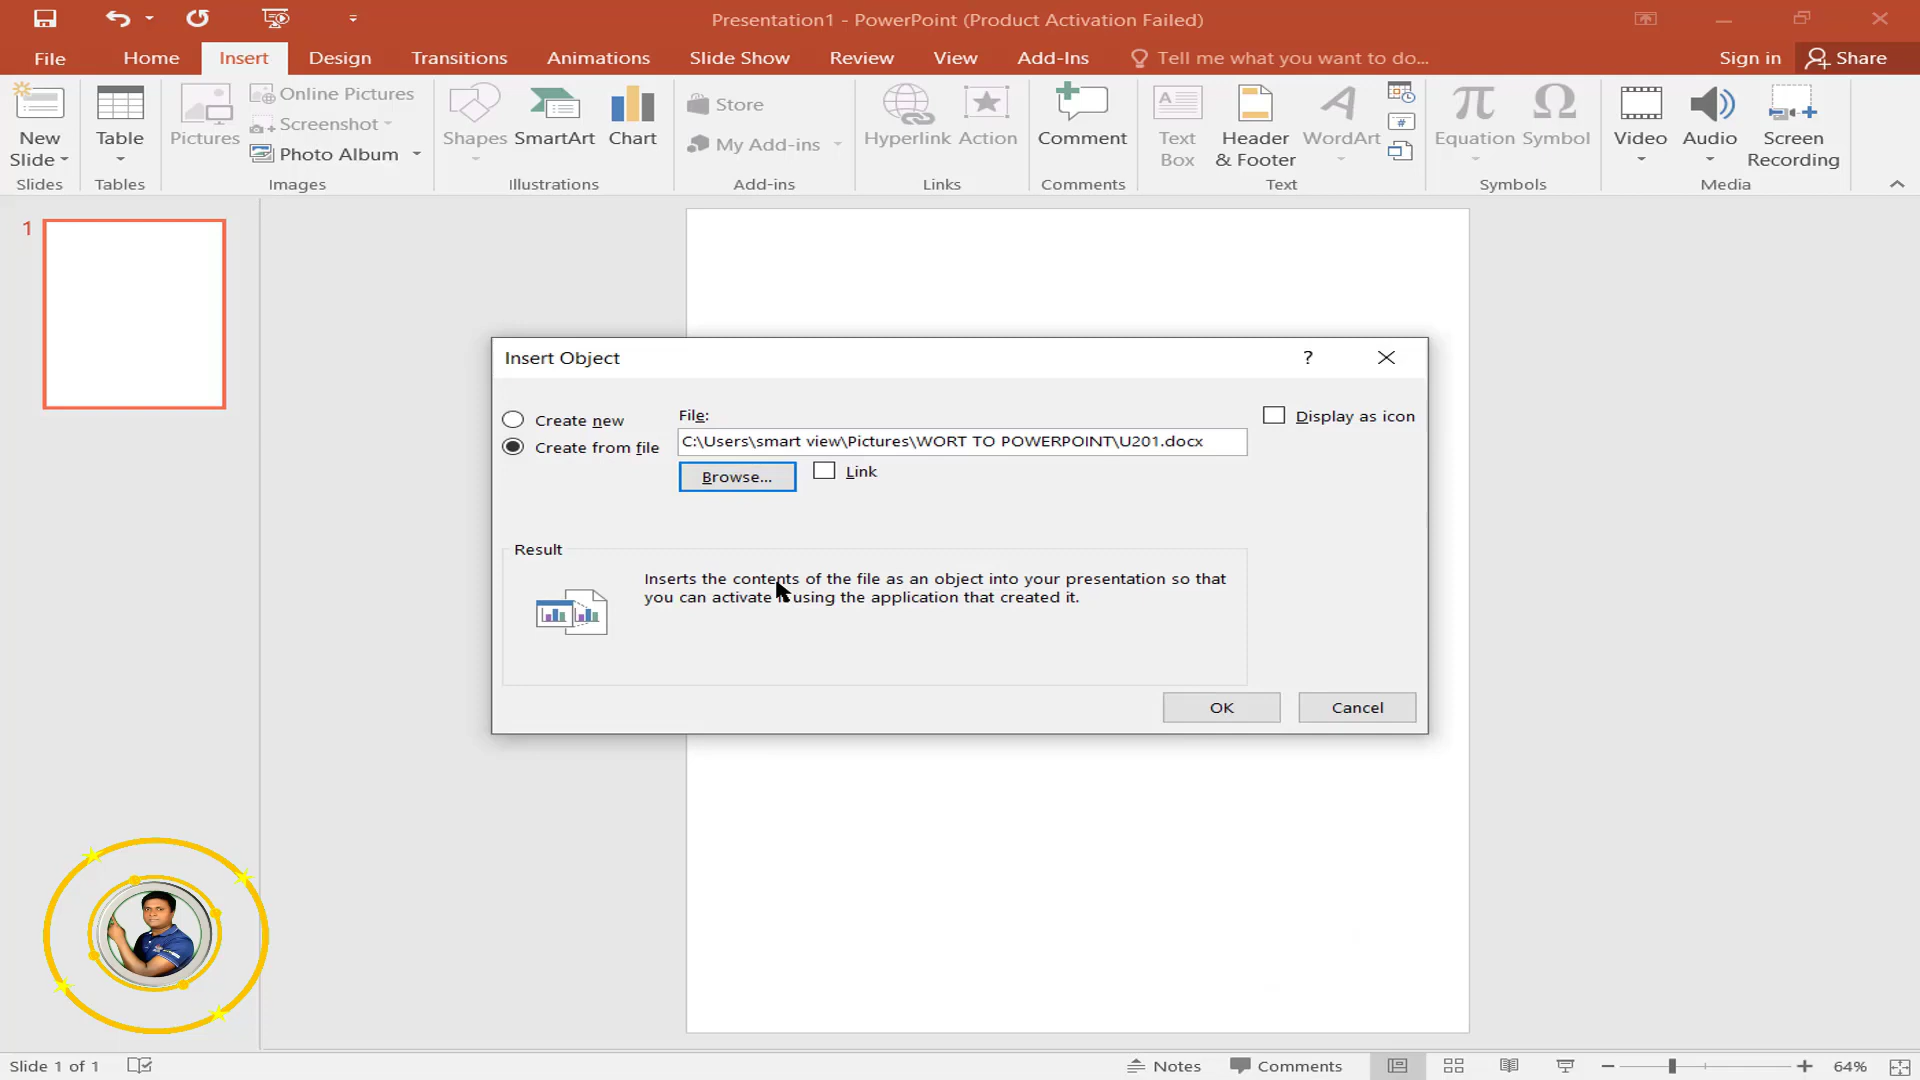 Presentation1 - PowerPoint (Product Activation Failed)
File Home Insert Design Transitions Animations Slide Show Review View Add-Ins Tell me what you want to do... Sign in Share
New Slide
Slides
Table
Tables
Pictures
Online Pictures
Screenshot
Photo Album
Images
Shapes SmartArt Chart
Illustrations
Store
My Add-ins
Add-ins
Hyperlink Action
Links
Comment
Comments
Text Box
Header & Footer
WordArt
Text
Equation Symbol
Symbols
Video Audio Screen Recording
Media
1
Insert Object
?
Create new
Create from file
File:
C:\Users\smart view\Pictures\WORT TO POWERPOINT\U201.docx
Browse...
Link
Display as icon
Result
Inserts the contents of the file as an object into your presentation so that
you can activate it using the application that created it.
OK Cancel
Slide 1 of 1 Notes Comments 64%